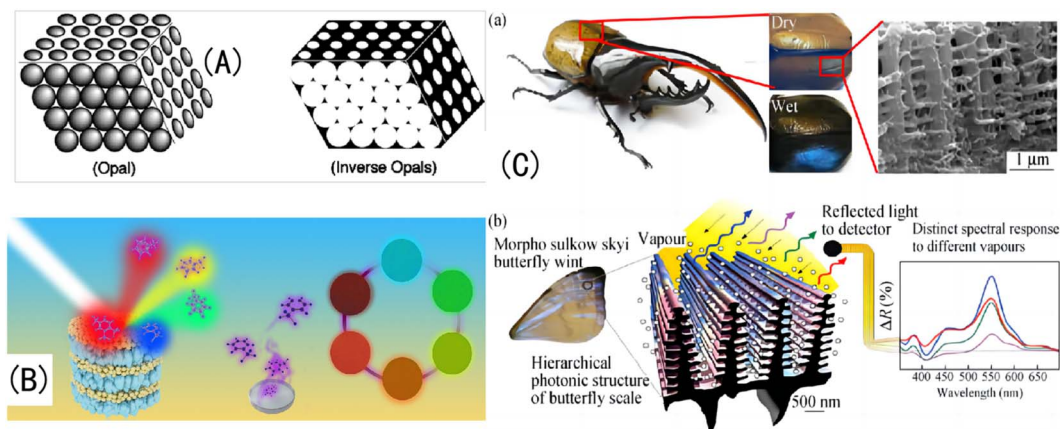 (A)
(Opal)
(Inverse Opals)
(B)
(a)
Dry
Wet
(C)
1 μm
(b)
Morpho sulkow skyi
butterfly wint
Vapour
Reflected light
to detector
Distinct spectral response
to different vapours
Hierarchical
photonic structure
of butterfly scale
500 nm
ΔR(%)
400 450 500 550 600 650
Wavelength (nm)